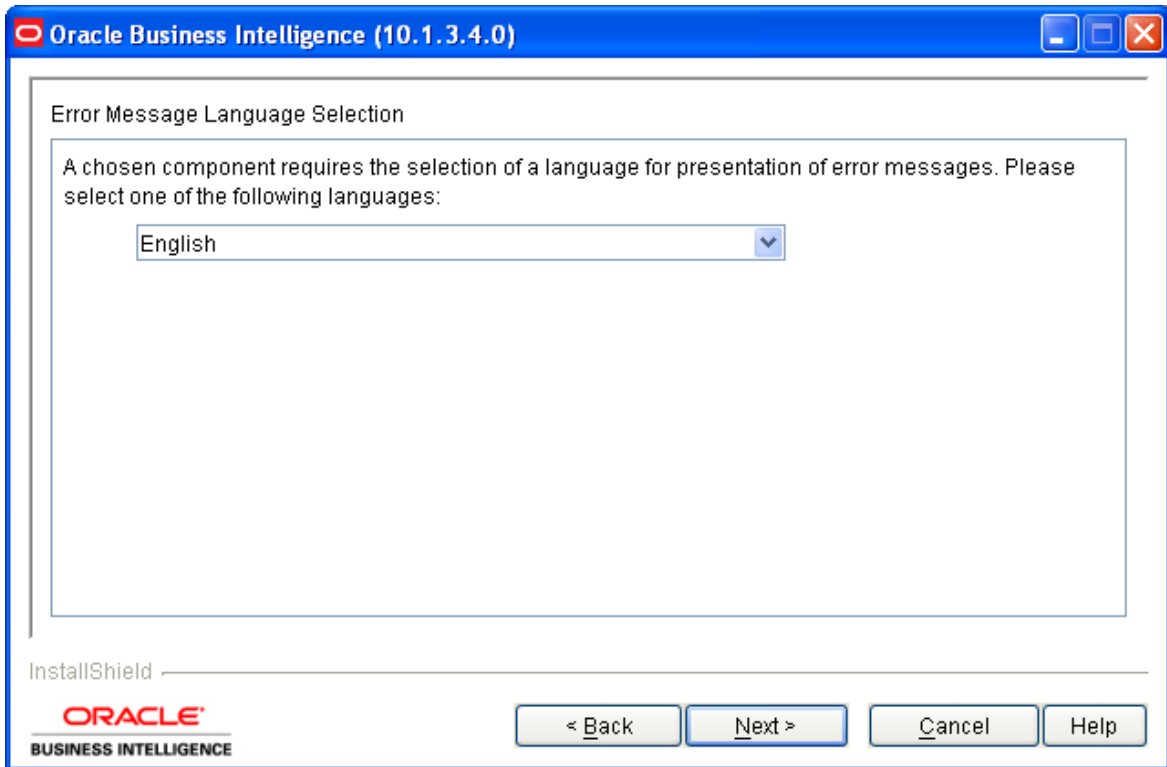 Oracle Business Intelligence (10.1.3.4.0)
Error Message Language Selection
A chosen component requires the selection of a language for presentation of error messages. Please
select one of the following languages:
English
InstallShield
ORACLE
BUSINESS INTELLIGENCE
< Back
Next >
Cancel
Help